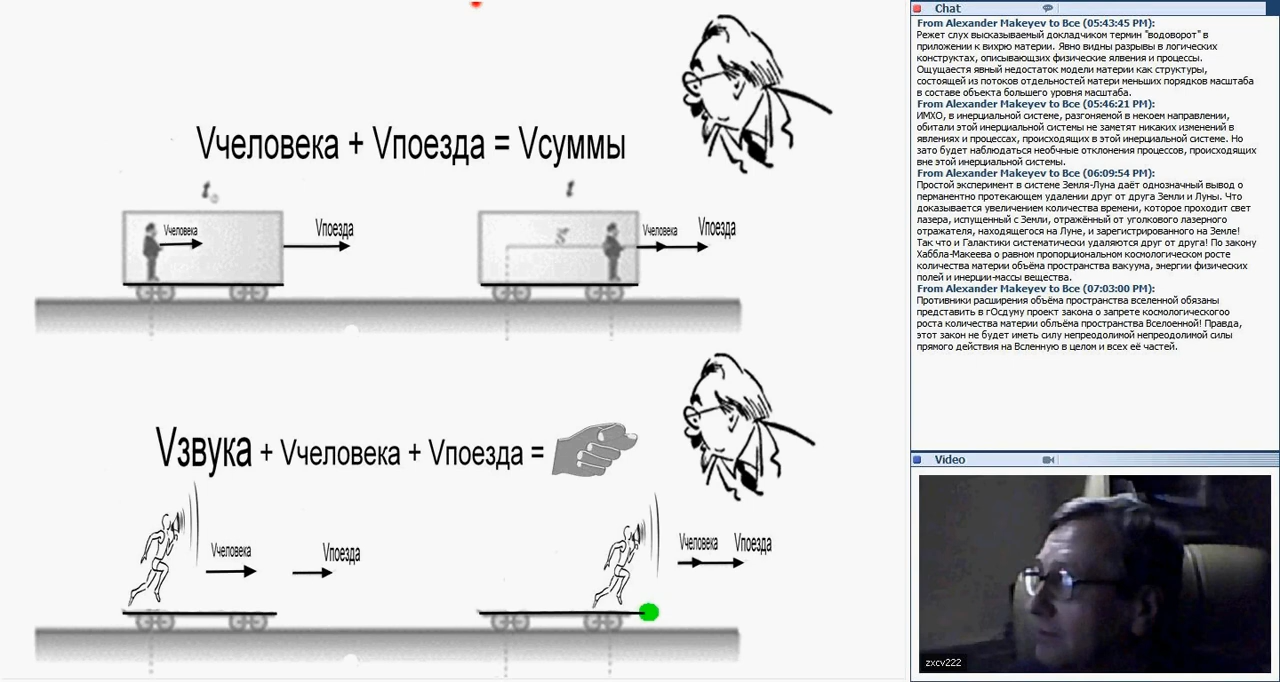 Vчеловека + Vпоезда = Vсуммы
t₀
t
Vчеловека
Vпоезда
S
Vчеловека
Vпоезда
Vзвука + Vчеловека + Vпоезда =
Vчеловека
Vпоезда
Vчеловека
Vпоезда
Chat
From Alexander Makeyev to Все (05:43:45 PM):
Режет слух высказываемый докладчиком термин "водоворот" в
приложении к вихрю материи. Явно видны разрывы в логических
конструктах, описывающзих физические ялвения и процессы.
Ощущаестя явный недостаток модели материи как структуры,
состоящей из потоков отдельностей матери меньших порядков масштаба
в составе объекта большего уровня масштаба.
From Alexander Makeyev to Все (05:46:21 PM):
ИМХО, в инерциальной системе, разгоняемой в некоем направлении,
обитали этой инерциальной системы не заметят никаких изменений в
явлениях и процессах, происходящих в этой инерциальной системе. Но
зато будет наблюдаться необчные отклонения процессов, происходящих
вне этой инерциальной системы.
From Alexander Makeyev to Все (06:09:54 PM):
Простой эксперимент в системе Земля-Луна даёт однозначный вывод о
перманентно протекающем удалении друг от друга Земли и Луны. Что
доказывается увеличением количества времени, которое проходит свет
лазера, испущенный с Земли, отражённый от уголкового лазерного
отражателя, находящегося на Луне, и зарегистрированного на Земле!
Так что и Галактики систематически удаляются друг от друга! По закону
Хаббла-Макеева о равном пропорциональном космологическом росте
количества материи объёма пространства вакуума, энергии физических
полей и инерции-массы вещества.
From Alexander Makeyev to Все (07:03:00 PM):
Противники расширения объёма пространства вселенной обязаны
представить в гОсдуму проект закона о запрете космологическогоо
роста количества материи облъёма пространства Вселоенной! Правда,
этот закон не будет иметь силу непреодолимой непреодолимой силы
прямого действия на Всленную в целом и всех её частей.
Video
zxcv222